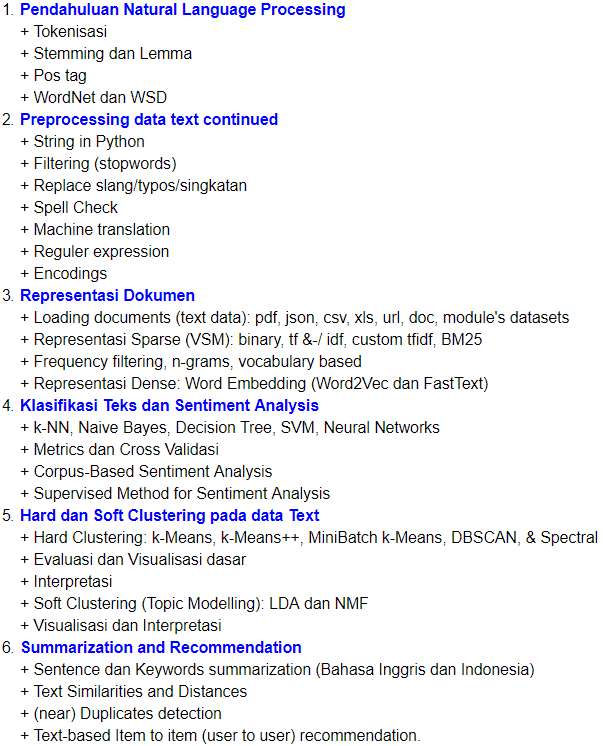 1. Pendahuluan Natural Language Processing
+ Tokenisasi
+ Stemming dan Lemma
+ Pos tag
+ WordNet dan WSD
2. Preprocessing data text continued
+ String in Python
+ Filtering (stopwords)
+ Replace slang/typos/singkatan
+ Spell Check
+ Machine translation
+ Reguler expression
+ Encodings
3. Representasi Dokumen
+ Loading documents (text data): pdf, json, csv, xls, url, doc, module's datasets
+ Representasi Sparse (VSM): binary, tf &-/ idf, custom tfidf, BM25
+ Frequency filtering, n-grams, vocabulary based
+ Representasi Dense: Word Embedding (Word2Vec dan FastText)
4. Klasifikasi Teks dan Sentiment Analysis
+ k-NN, Naive Bayes, Decision Tree, SVM, Neural Networks
+ Metrics dan Cross Validasi
+ Corpus-Based Sentiment Analysis
+ Supervised Method for Sentiment Analysis
5. Hard dan Soft Clustering pada data Text
+ Hard Clustering: k-Means, k-Means++, MiniBatch k-Means, DBSCAN, & Spectral
+ Evaluasi dan Visualisasi dasar
+ Interpretasi
+ Soft Clustering (Topic Modelling): LDA dan NMF
+ Visualisasi dan Interpretasi
6. Summarization and Recommendation
+ Sentence dan Keywords summarization (Bahasa Inggris dan Indonesia)
+ Text Similarities and Distances
+ (near) Duplicates detection
+ Text-based Item to item (user to user) recommendation.